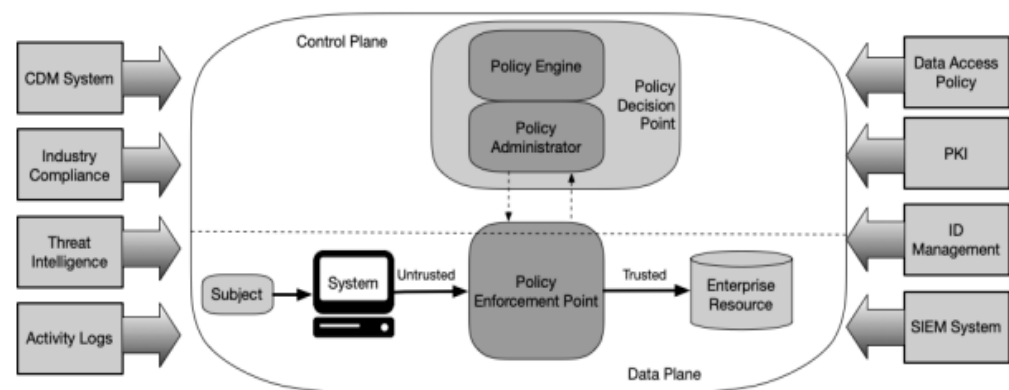 Control Plane
CDM System
Industry
Compliance
Threat
Intelligence
Activity Logs
Policy Engine
Policy
Administrator
Policy
Decision
Point
Subject
System
Untrusted
Policy
Enforcement Point
Trusted
Enterprise
Resource
Data Plane
Data Access
Policy
PKI
ID
Management
SIEM System